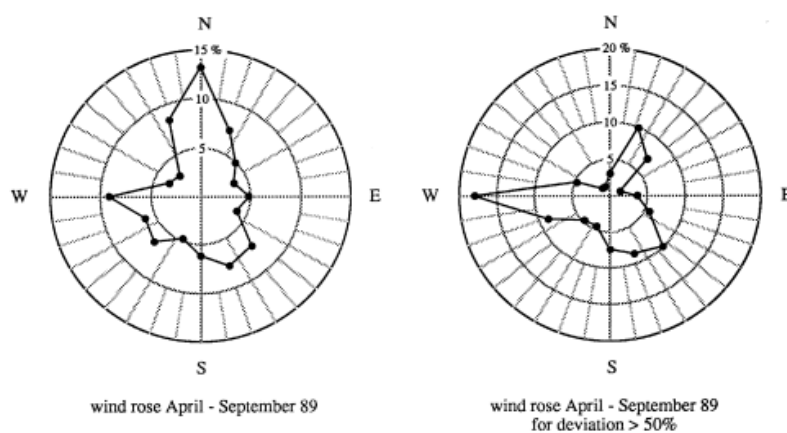 N
15 %
10
5
W
E
S
wind rose April - September 89
N
20 %
15
10
5
W
E
S
wind rose April - September 89
for deviation > 50%